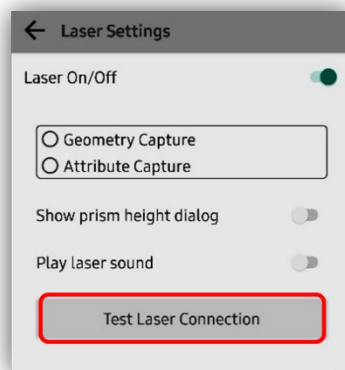 Laser Settings
Laser On/Off
Geometry Capture
Attribute Capture
Show prism height dialog
Play laser sound
Test Laser Connection